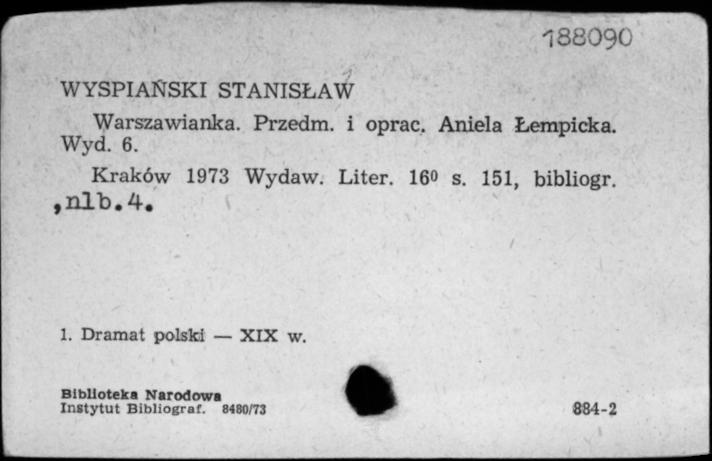 188090
WYSPIAŃSKI STANISŁAW
Warszawianka. Przedm. i oprac. Aniela Łempicka.
Wyd. 6.
Kraków 1973 Wydaw. Liter. 16⁰ s. 151, bibliogr.
,nlb.4.
1. Dramat polski — XIX w.
Biblioteka Narodowa
Instytut Bibliograf. 8480/73
884-2